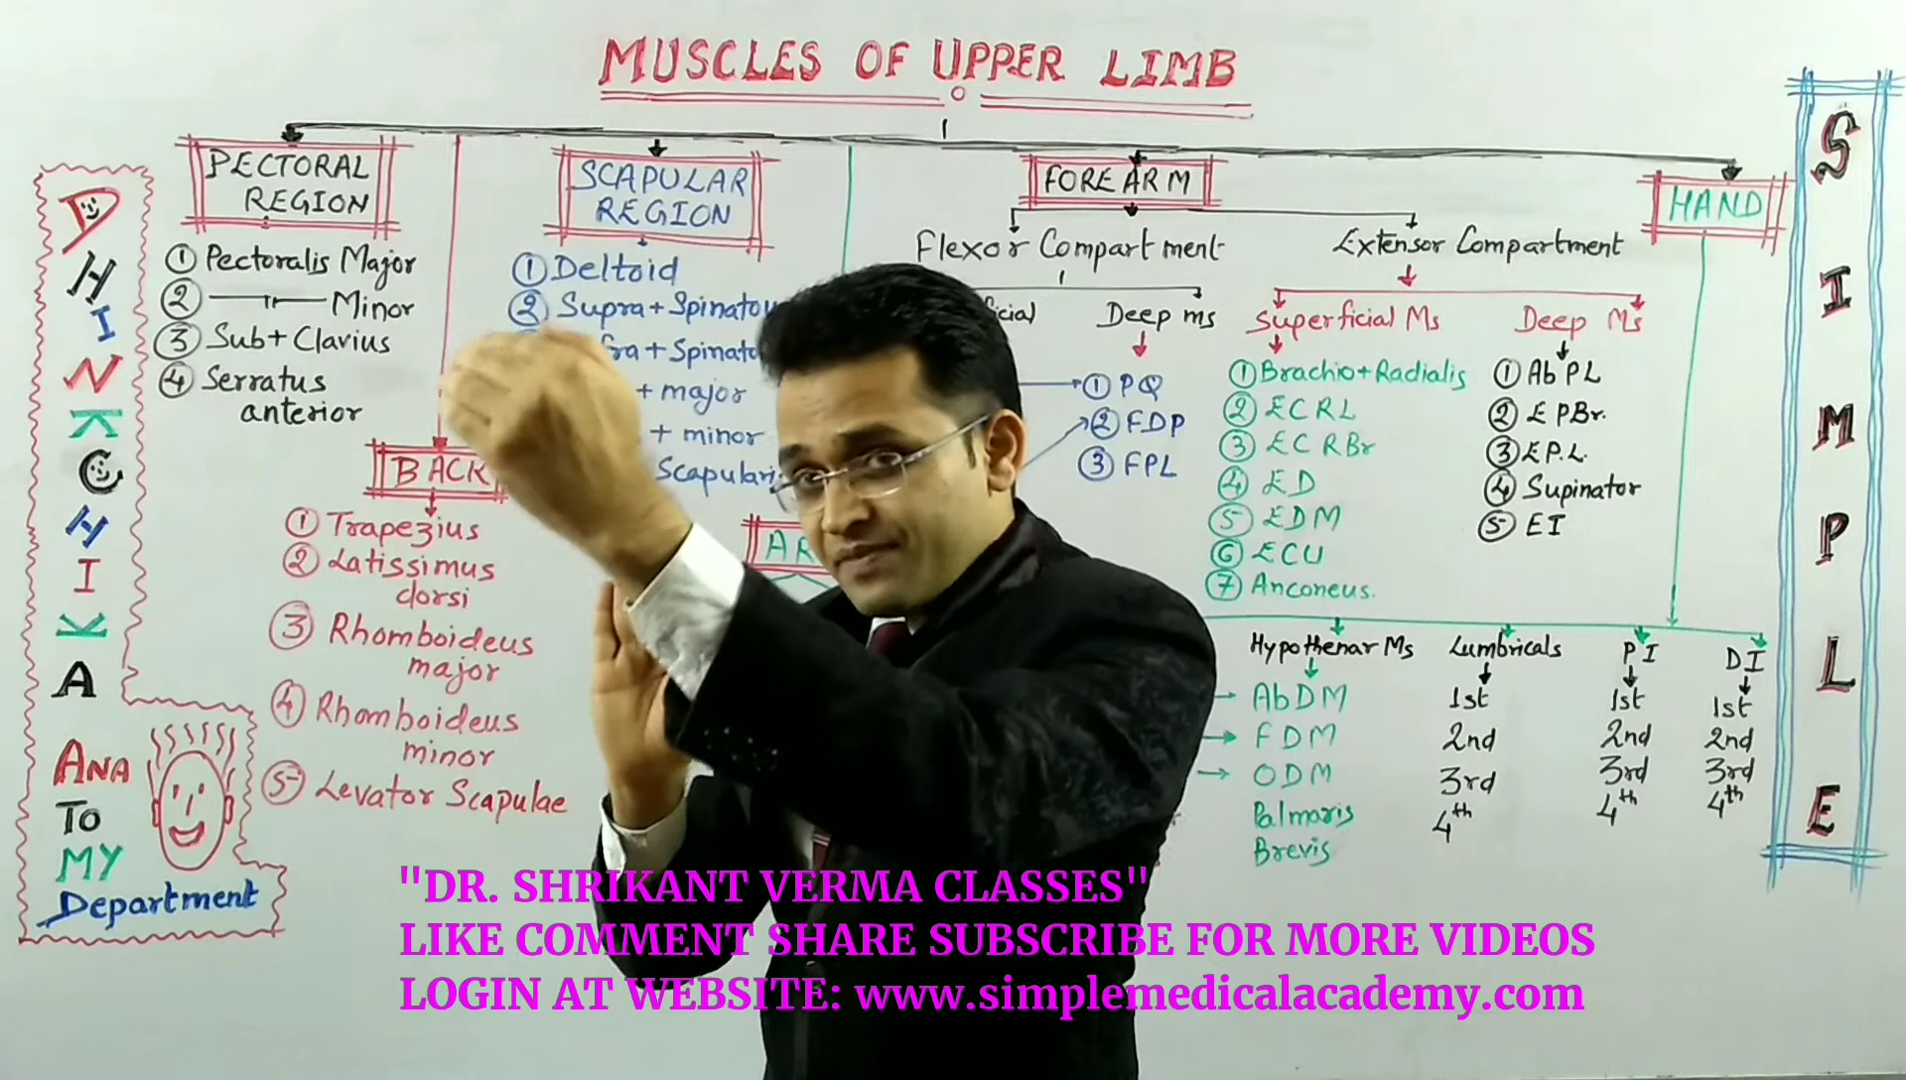 MUSCLES OF UPPER LIMB
PECTORAL
REGION
① Pectoralis Major
② —"— Minor
③ Sub+Clavius
④ Serratus
anterior
BACK
① Trapezius
② Latissimus
dorsi
③ Rhomboideus
major
④ Rhomboideus
minor
⑤ Levator Scapulae
SCAPULAR
REGION
① Deltoid
② Supra+Spinatou
+ Spinato
+ major
+ minor
Scapularis
AR
FOREARM
Flexor Compartment
Deep ms
① PQ
② FDP
③ FPL
Extensor Compartment
Superficial Ms
① Brachio+Radialis
② ECRL
③ ECRBr
④ ED
⑤ EDM
⑥ ECU
⑦ Anconeus.
Deep Ms
① AbPL
② EPBr.
③ E.P.L.
④ Supinator
⑤ EI
HAND
Hypothenar Ms
AbDM
FDM
ODM
Palmaris
Brevis
Lumbricals
1st
2nd
3rd
4th
PI
1st
2nd
3rd
4th
DI
1st
2nd
3rd
4th
DHINKCHIKA
ANA
TO
MY
Department
SIMPLE
"DR. SHRIKANT VERMA CLASSES"
LIKE COMMENT SHARE SUBSCRIBE FOR MORE VIDEOS
LOGIN AT WEBSITE: www.simplemedicalacademy.com